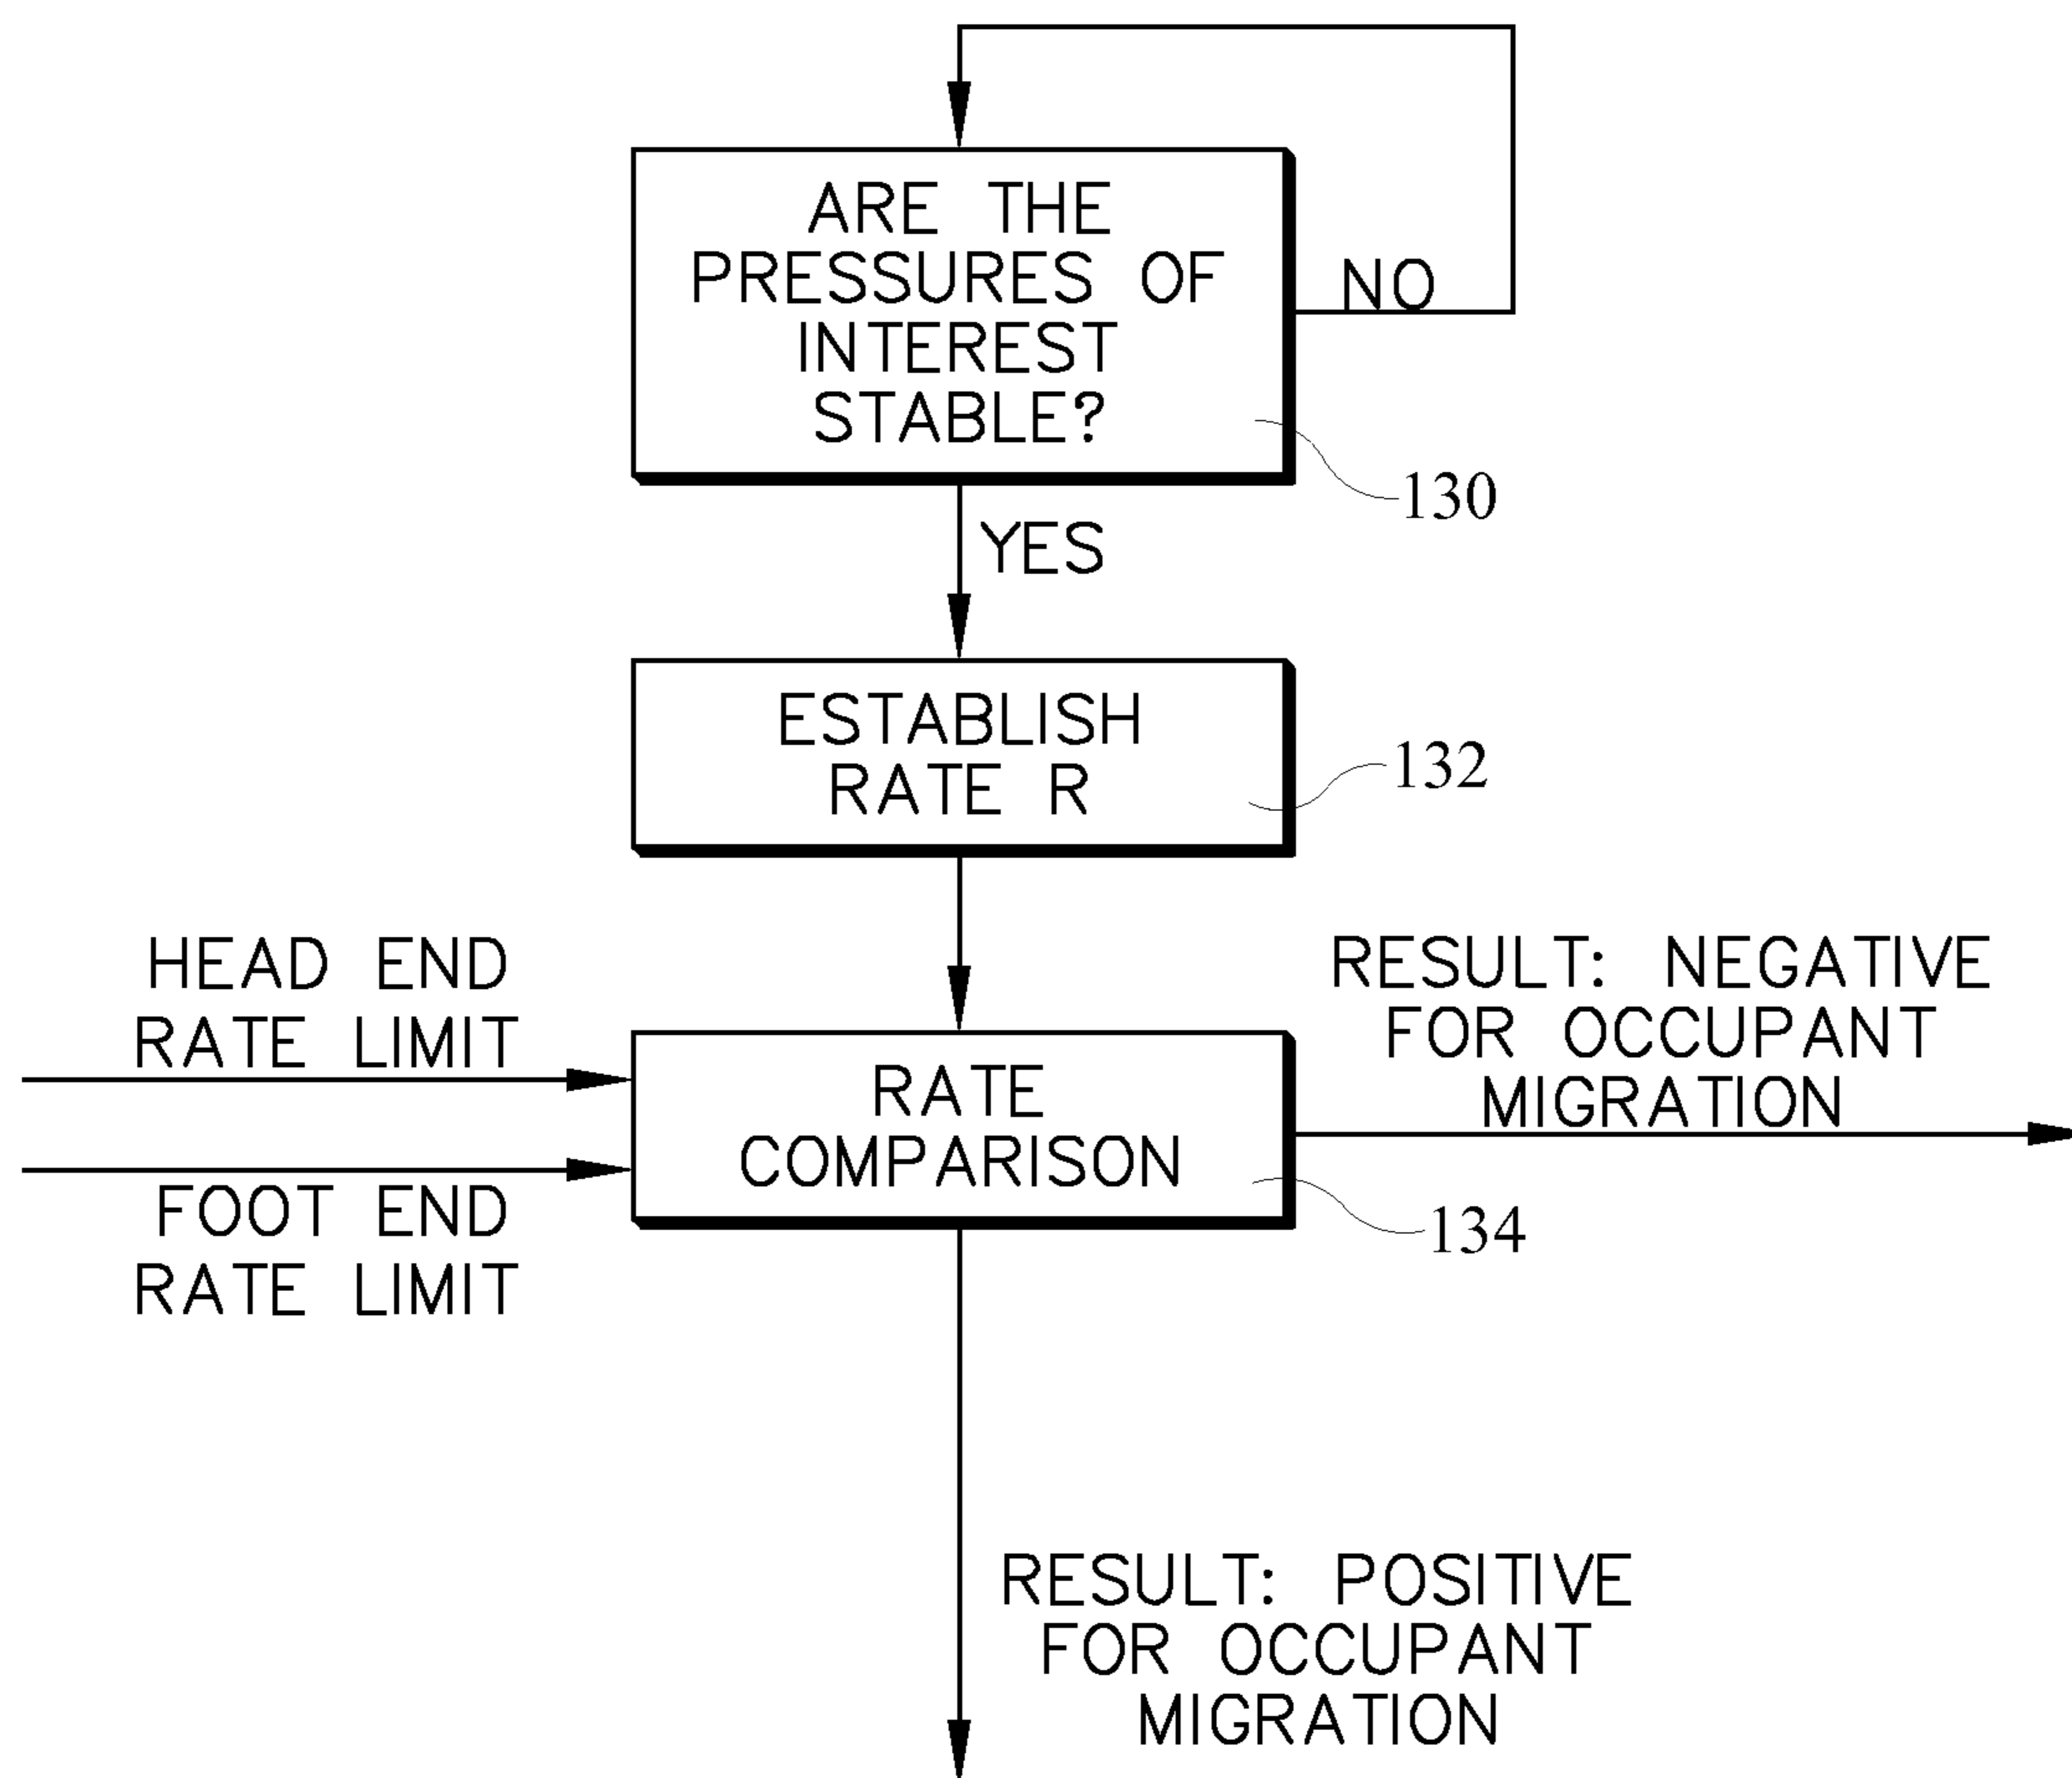 ARE THE
PRESSURES OF
INTEREST
STABLE?
NO
130
YES
ESTABLISH
RATE R
132
HEAD END
RATE LIMIT
FOOT END
RATE LIMIT
RATE
COMPARISON
134
RESULT: NEGATIVE
FOR OCCUPANT
MIGRATION
RESULT: POSITIVE
FOR OCCUPANT
MIGRATION